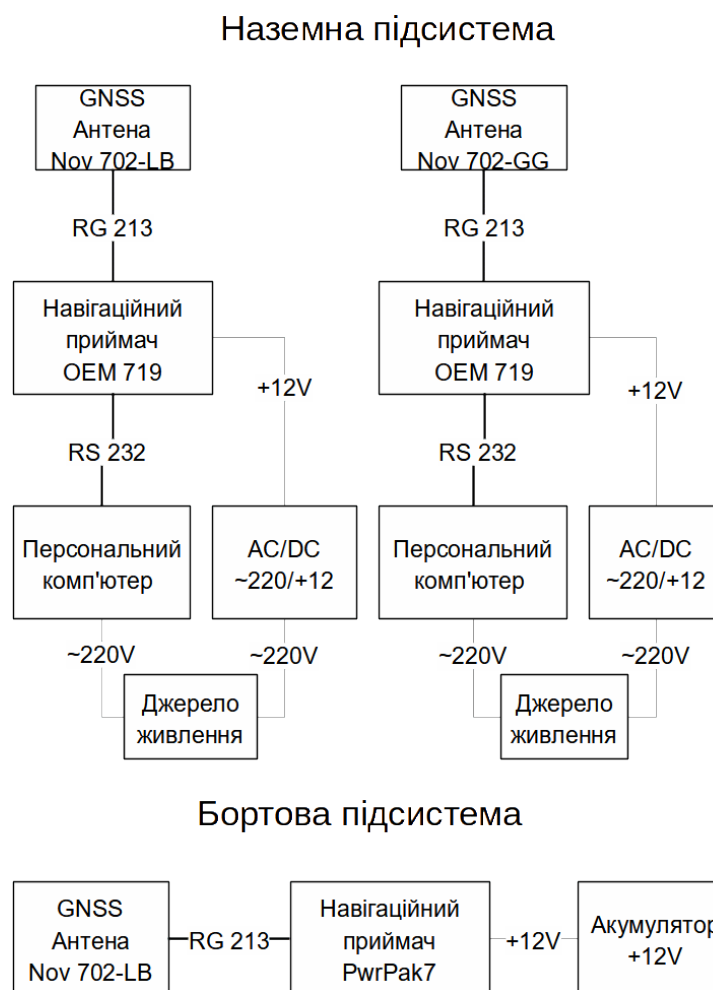 Наземна підсистема
GNSS
Антена
Nov 702-LB
RG 213
Навігаційний
приймач
OEM 719
+12V
RS 232
Персональний
комп'ютер
AC/DC
~220/+12
~220V
~220V
Джерело
живлення
GNSS
Антена
Nov 702-GG
RG 213
Навігаційний
приймач
OEM 719
+12V
RS 232
Персональний
комп'ютер
AC/DC
~220/+12
~220V
~220V
Джерело
живлення
Бортова підсистема
GNSS
Антена
Nov 702-LB
RG 213
Навігаційний
приймач
PwrPak7
+12V
Акумулятор
+12V